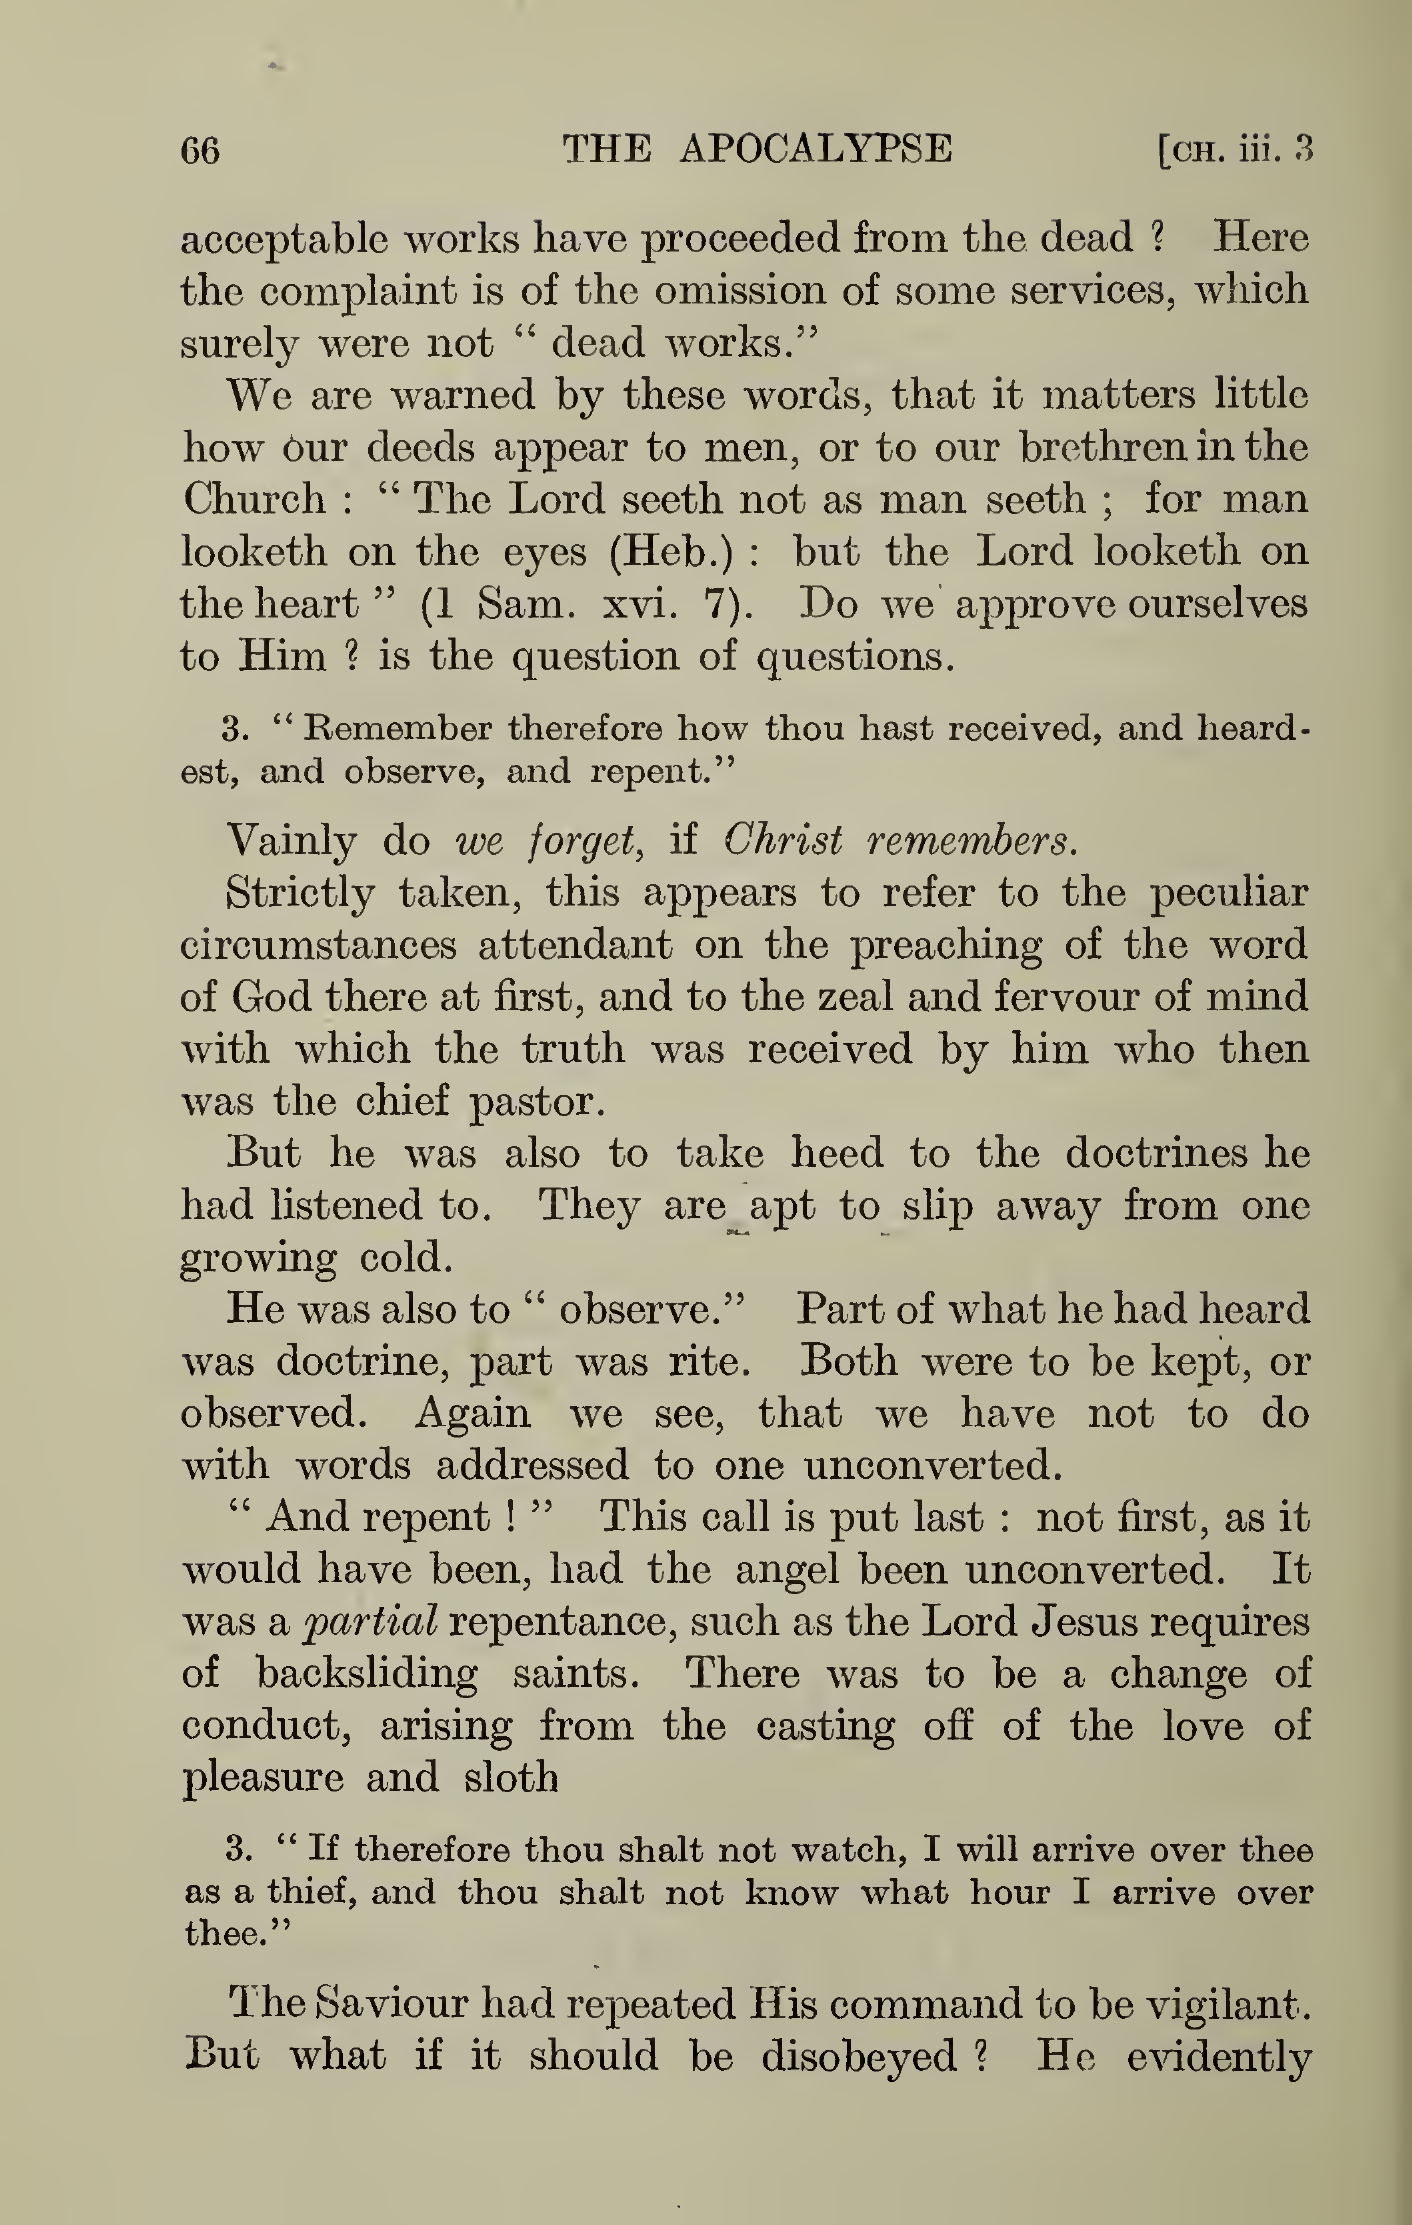 66 THE APOCALYPSE [CH. iii. 3
acceptable works have proceeded from the dead ? Here
the complaint is of the omission of some services, which
surely were not “ dead works.”
We are warned by these words, that it matters little
how our deeds appear to men, or to our brethren in the
Church : “ The Lord seeth not as man seeth ; for man
looketh on the eyes (Heb.) : but the Lord looketh on
the heart ” (1 Sam. xvi. 7). Do we approve ourselves
to Him ? is the question of questions.
3. “ Remember therefore how thou hast received, and heard-
est, and observe, and repent.”
Vainly do we forget, if Christ remembers.
Strictly taken, this appears to refer to the peculiar
circumstances attendant on the preaching of the word
of God there at first, and to the zeal and fervour of mind
with which the truth was received by him who then
was the chief pastor.
But he was also to take heed to the doctrines he
had listened to. They are apt to slip away from one
growing cold.
He was also to “ observe.” Part of what he had heard
was doctrine, part was rite. Both were to be kept, or
observed. Again we see, that we have not to do
with words addressed to one unconverted.
“ And repent ! ” This call is put last : not first, as it
would have been, had the angel been unconverted. It
was a partial repentance, such as the Lord Jesus requires
of backsliding saints. There was to be a change of
conduct, arising from the casting off of the love of
pleasure and sloth
3. “ If therefore thou shalt not watch, I will arrive over thee
as a thief, and thou shalt not know what hour I arrive over
thee.”
The Saviour had repeated His command to be vigilant.
But what if it should be disobeyed ? He evidently